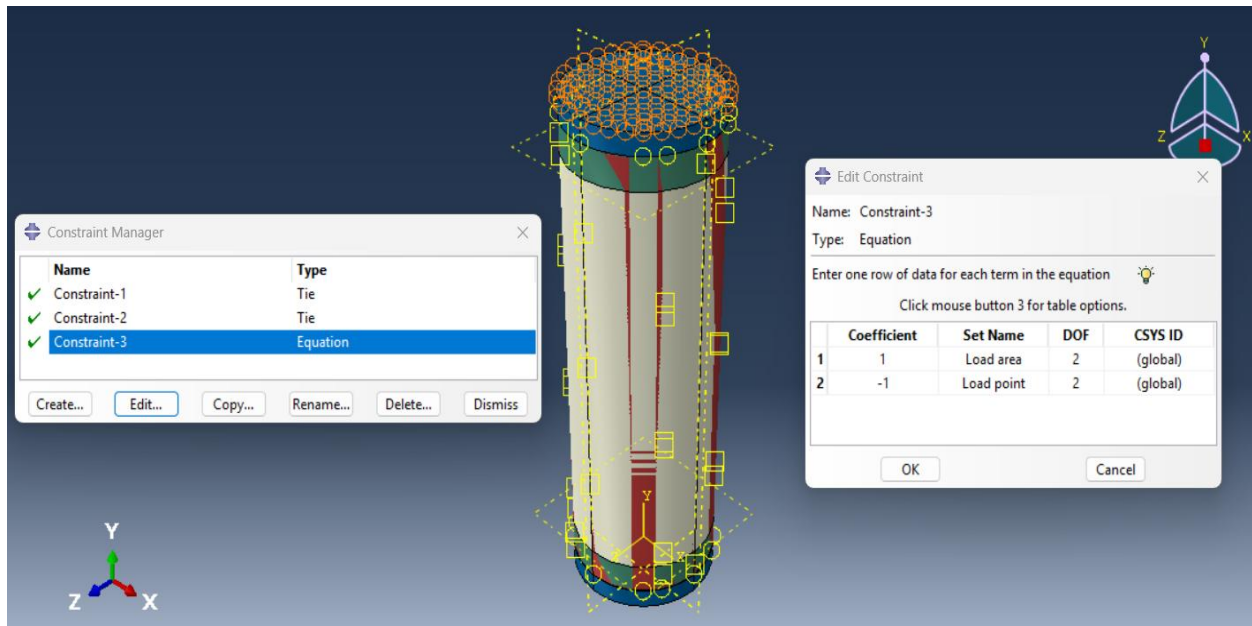 Constraint Manager
Name Type
Constraint-1 Tie
Constraint-2 Tie
Constraint-3 Equation
Create... Edit... Copy... Rename... Delete... Dismiss
Edit Constraint
Name: Constraint-3
Type: Equation
Enter one row of data for each term in the equation
Click mouse button 3 for table options.
Coefficient Set Name DOF CSYS ID
1 1 Load area 2 (global)
2 -1 Load point 2 (global)
OK Cancel
Y
Z X
Y
Y
Z X